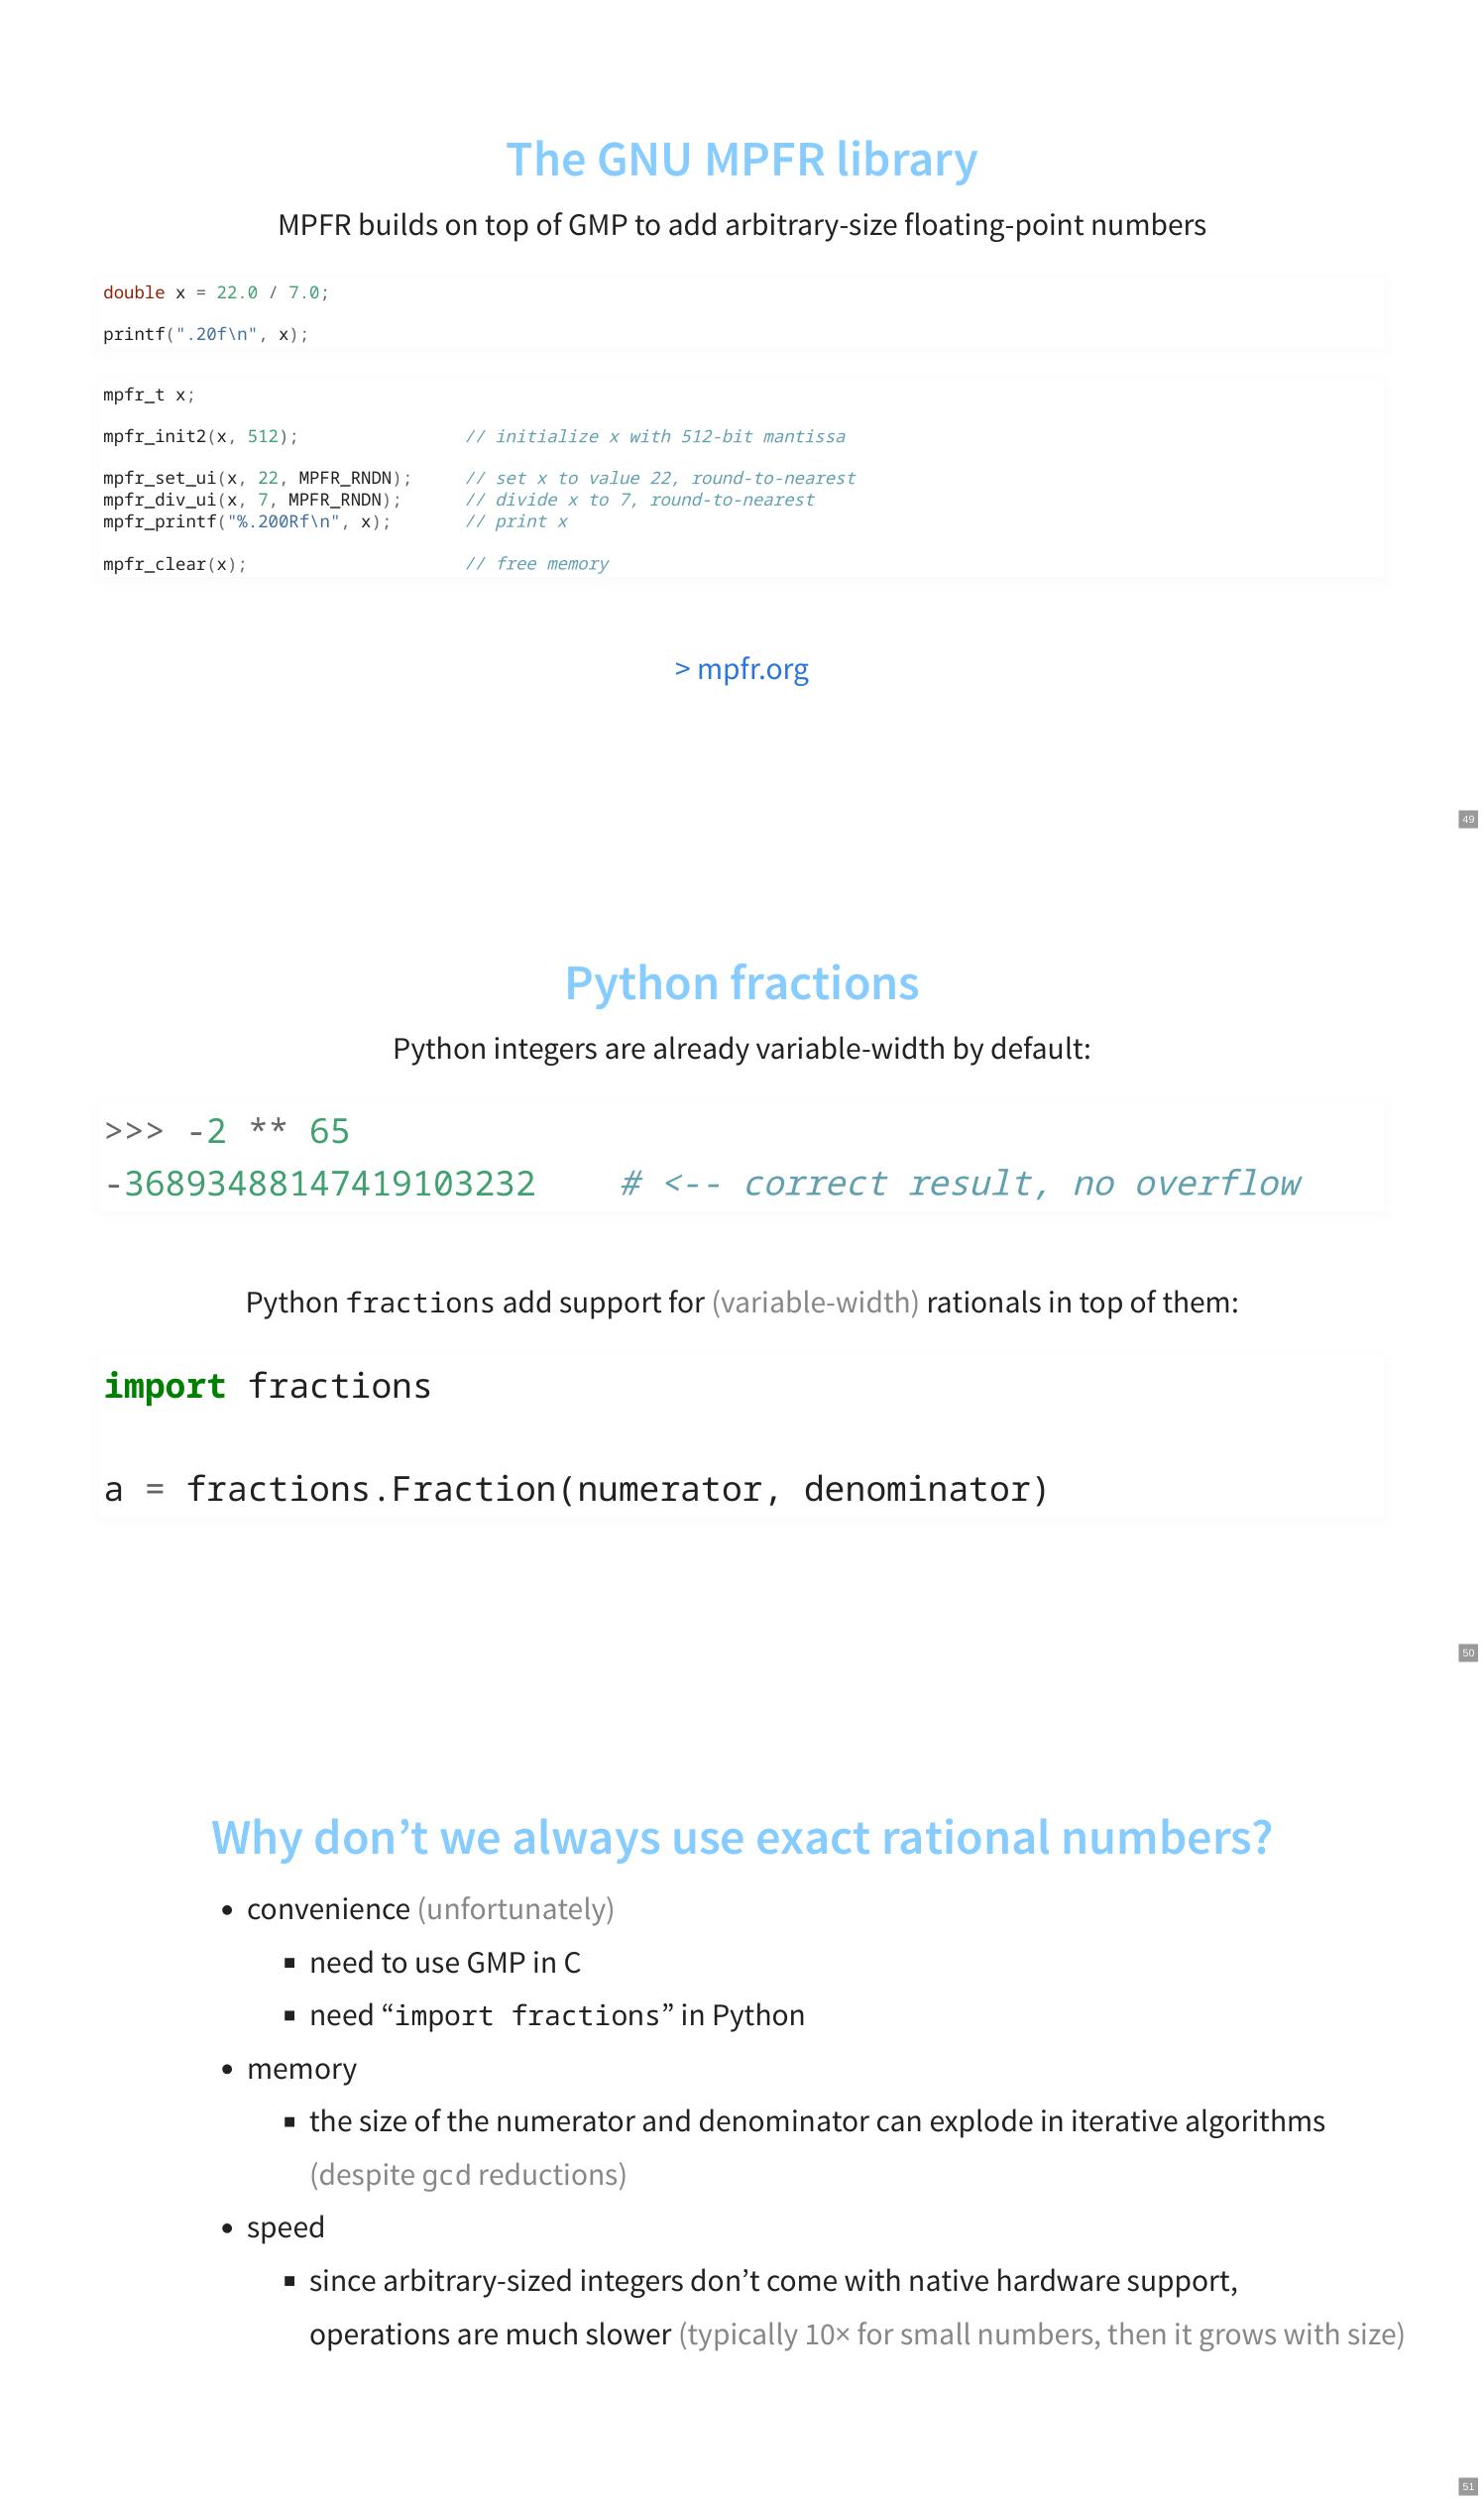 The GNU MPFR library
MPFR builds on top of GMP to add arbitrary-size floating-point numbers
double x = 22.0 / 7.0;
printf(".20f\n", x);
mpfr_t x;
mpfr_init2(x, 512);                // initialize x with 512-bit mantissa
mpfr_set_ui(x, 22, MPFR_RNDN);     // set x to value 22, round-to-nearest
mpfr_div_ui(x, 7, MPFR_RNDN);      // divide x to 7, round-to-nearest
mpfr_printf("%.200Rf\n", x);       // print x
mpfr_clear(x);                     // free memory
> mpfr.org
49
Python fractions
Python integers are already variable-width by default:
>>> -2 ** 65
-36893488147419103232    # <-- correct result, no overflow
Python fractions add support for (variable-width) rationals in top of them:
import fractions
a = fractions.Fraction(numerator, denominator)
50
Why don’t we always use exact rational numbers?
• convenience (unfortunately)
▪ need to use GMP in C
▪ need “import fractions” in Python
• memory
▪ the size of the numerator and denominator can explode in iterative algorithms
(despite gcd reductions)
• speed
▪ since arbitrary-sized integers don’t come with native hardware support,
operations are much slower (typically 10× for small numbers, then it grows with size)
51